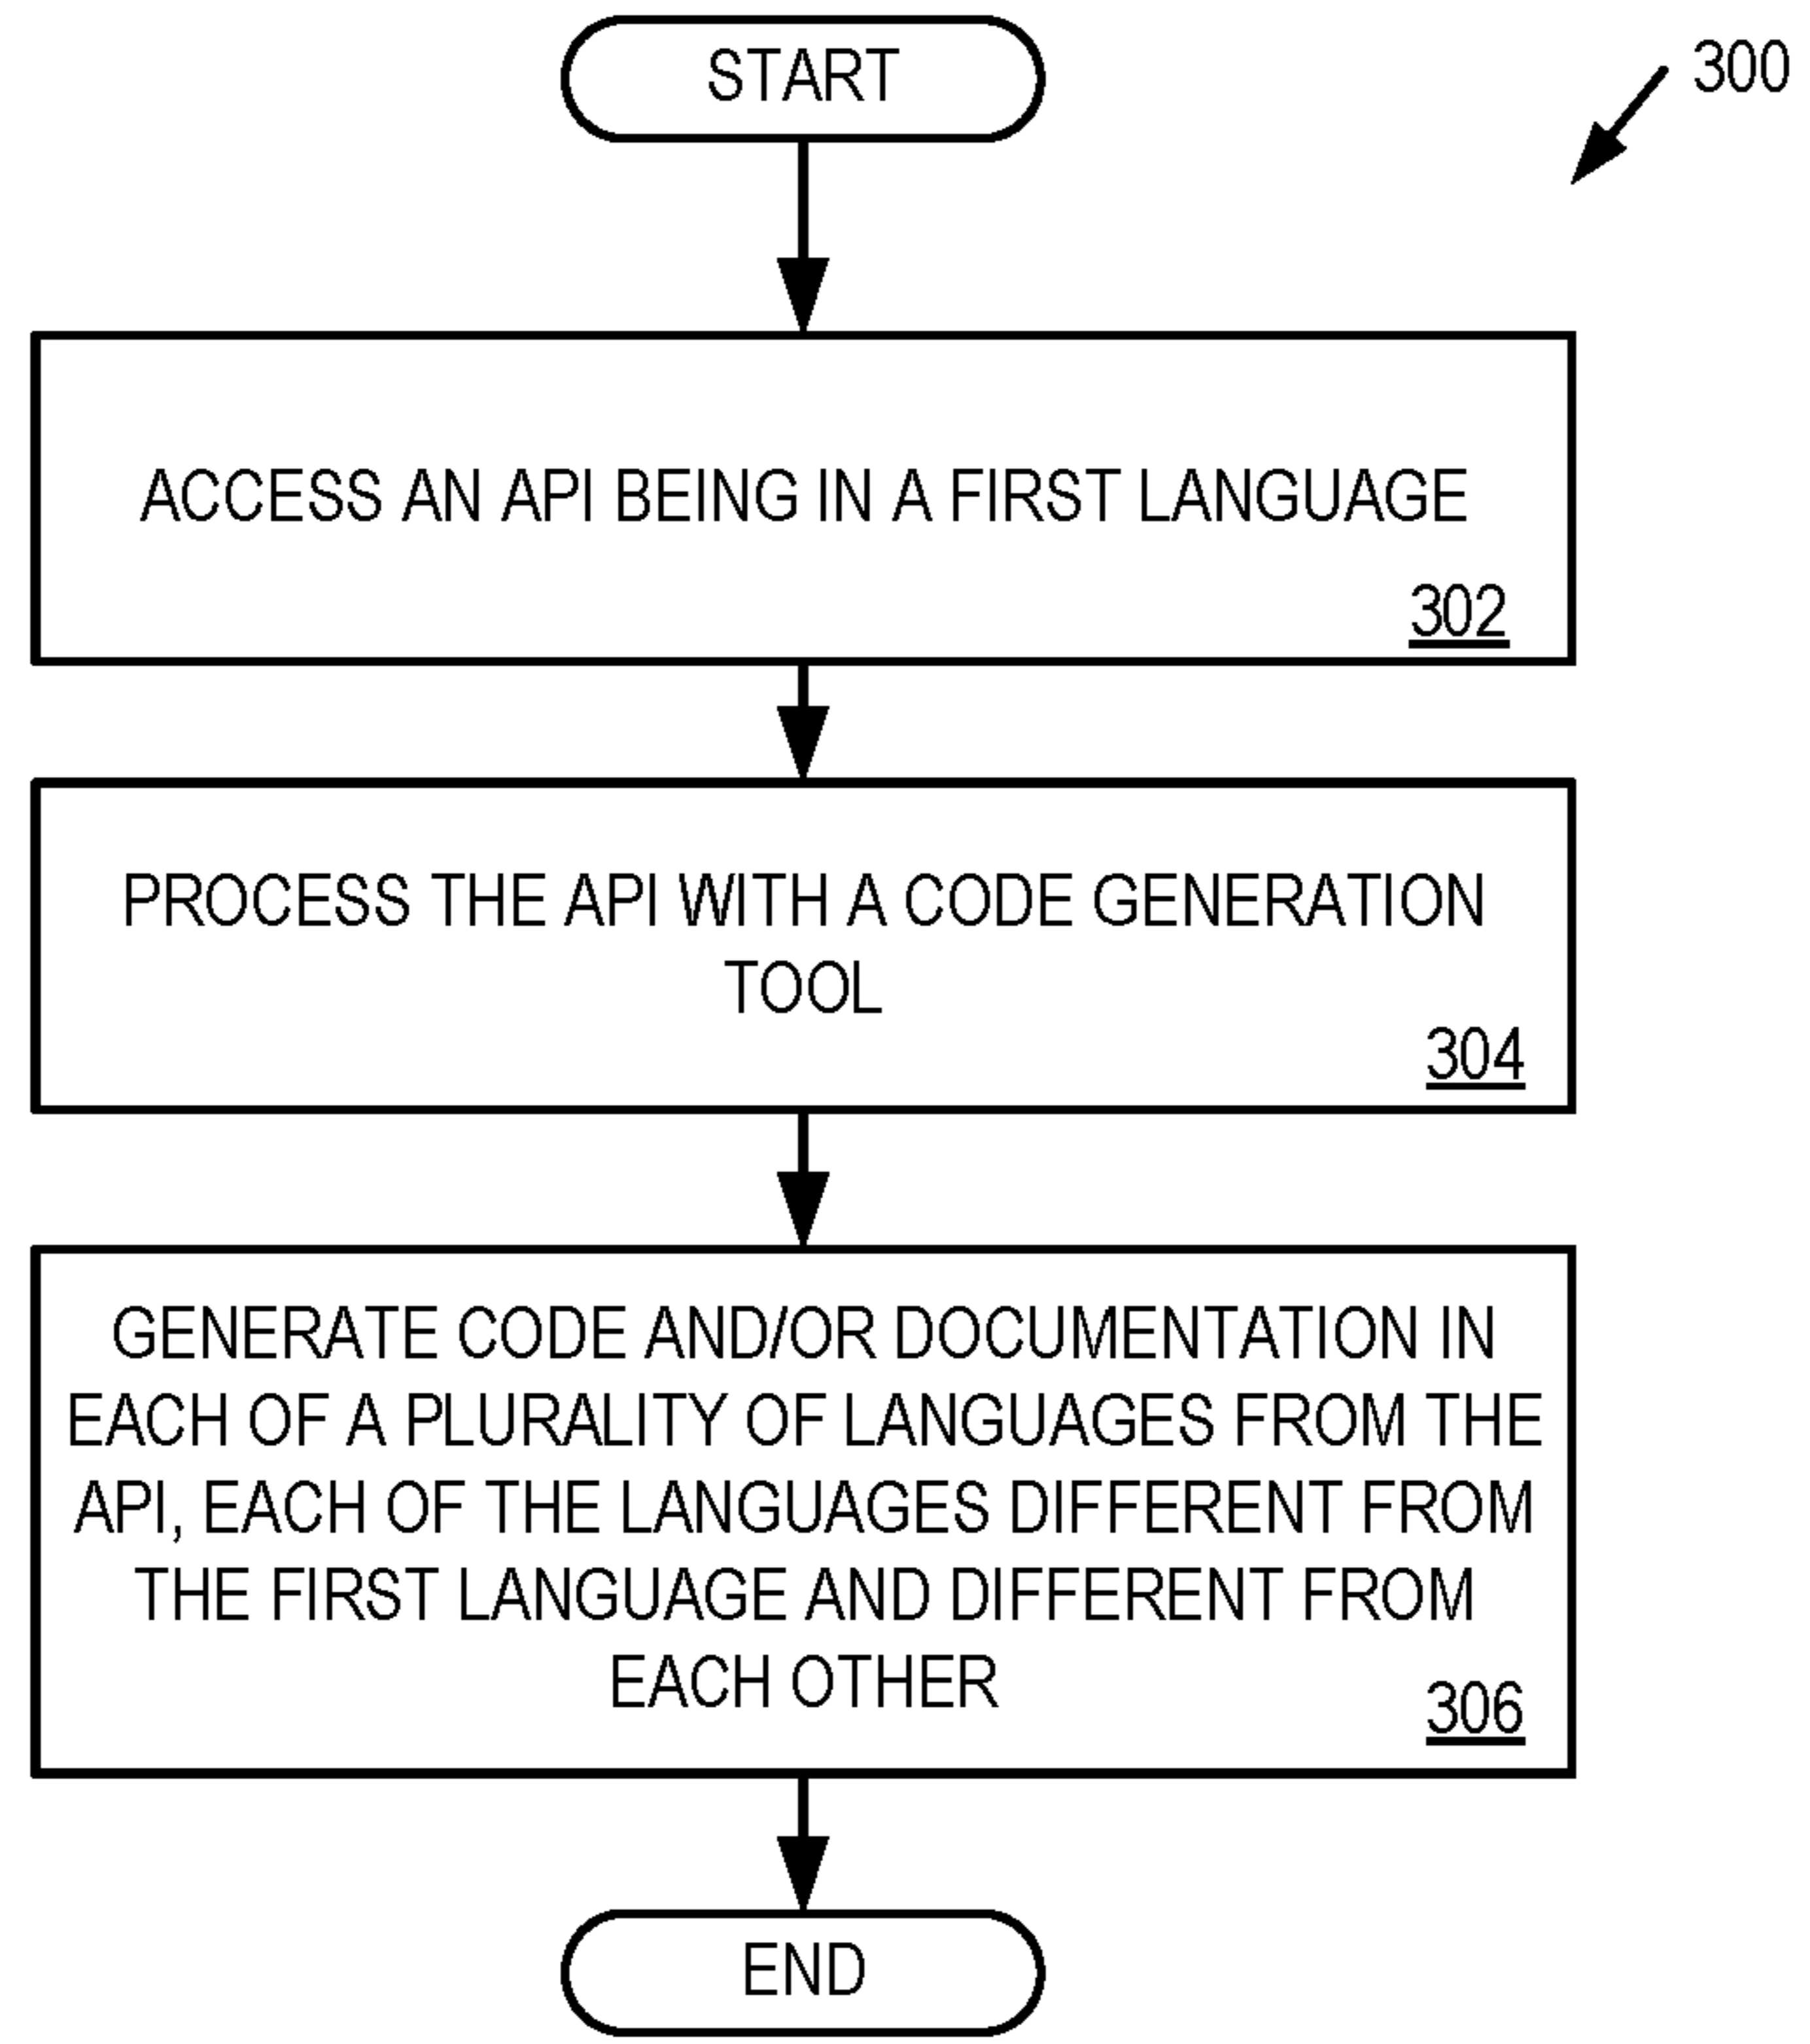 START
300
ACCESS AN API BEING IN A FIRST LANGUAGE
302
PROCESS THE API WITH A CODE GENERATION
TOOL
304
GENERATE CODE AND/OR DOCUMENTATION IN
EACH OF A PLURALITY OF LANGUAGES FROM THE
API, EACH OF THE LANGUAGES DIFFERENT FROM
THE FIRST LANGUAGE AND DIFFERENT FROM
EACH OTHER
306
END